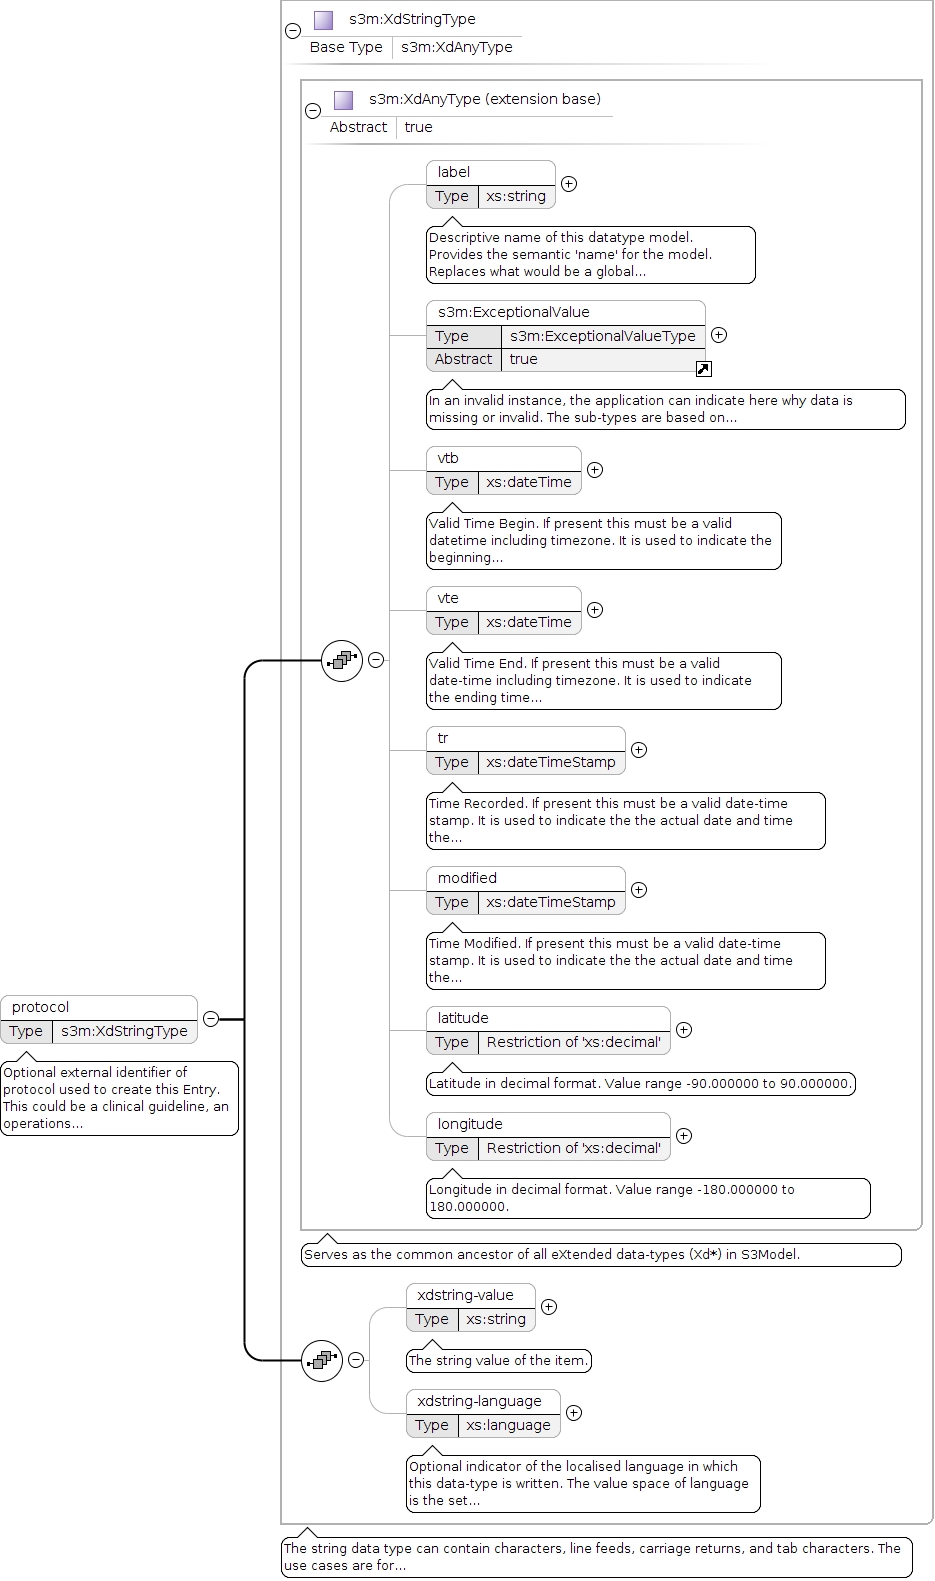 s3m:XdStringType
Base Type s3m:XdAnyType
s3m:XdAnyType (extension base)
Abstract true
label
Type xs:string
Descriptive name of this datatype model.
Provides the semantic 'name' for the model.
Replaces what would be a global...
s3m:ExceptionalValue
Type s3m:ExceptionalValueType
Abstract true
In an invalid instance, the application can indicate here why data is
missing or invalid. The sub-types are based on...
vtb
Type xs:dateTime
Valid Time Begin. If present this must be a valid
datetime including timezone. It is used to indicate the
beginning...
vte
Type xs:dateTime
Valid Time End. If present this must be a valid
date-time including timezone. It is used to indicate
the ending time...
tr
Type xs:dateTimeStamp
Time Recorded. If present this must be a valid date-time
stamp. It is used to indicate the the actual date and time
the...
modified
Type xs:dateTimeStamp
Time Modified. If present this must be a valid date-time
stamp. It is used to indicate the the actual date and time
the...
protocol
Type s3m:XdStringType
Optional external identifier of
protocol used to create this Entry.
This could be a clinical guideline, an
operations...
latitude
Type Restriction of 'xs:decimal'
Latitude in decimal format. Value range -90.000000 to 90.000000.
longitude
Type Restriction of 'xs:decimal'
Longitude in decimal format. Value range -180.000000 to
180.000000.
Serves as the common ancestor of all eXtended data-types (Xd*) in S3Model.
xdstring-value
Type xs:string
The string value of the item.
xdstring-language
Type xs:language
Optional indicator of the localised language in which
this data-type is written. The value space of language
is the set...
The string data type can contain characters, line feeds, carriage returns, and tab characters. The
use cases are for...